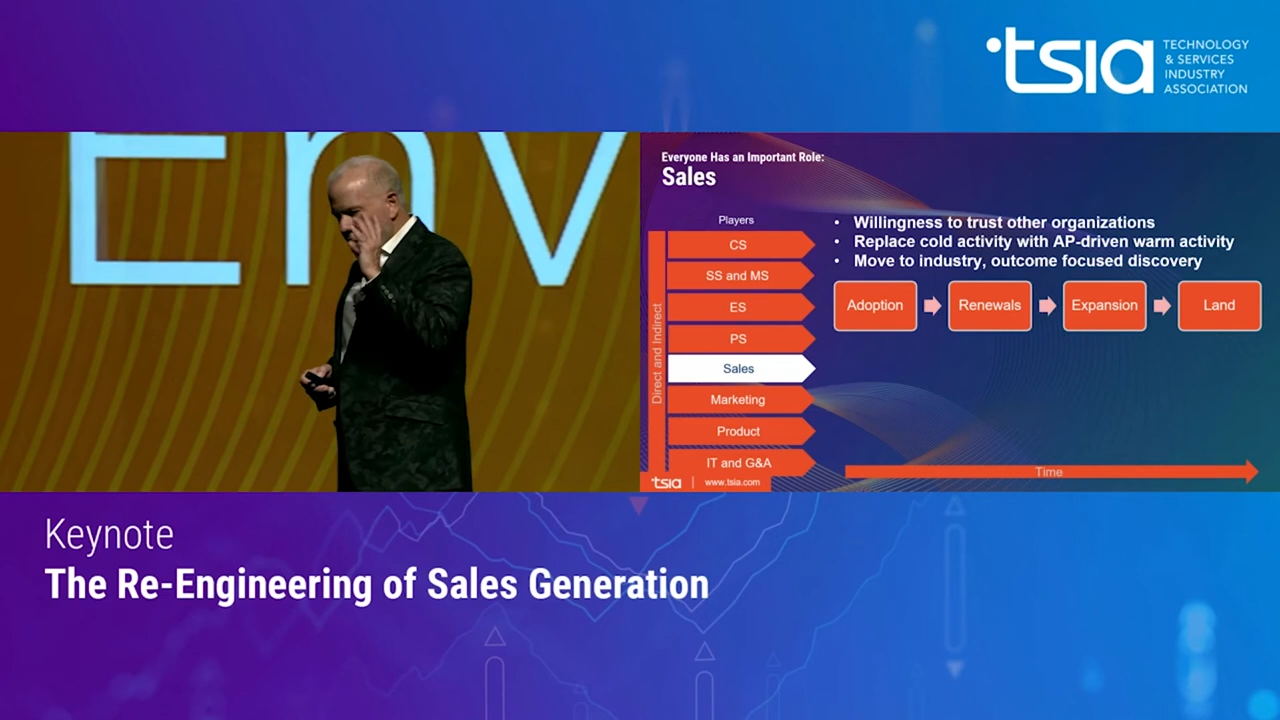 tsia
TECHNOLOGY
& SERVICES
INDUSTRY
ASSOCIATION
Env
Everyone Has an Important Role:
Sales
Players
Direct and Indirect
CS
SS and MS
ES
PS
Sales
Marketing
Product
IT and G&A
• Willingness to trust other organizations
• Replace cold activity with AP-driven warm activity
• Move to industry, outcome focused discovery
Adoption
Renewals
Expansion
Land
Time
tsia | www.tsia.com
Keynote
The Re-Engineering of Sales Generation